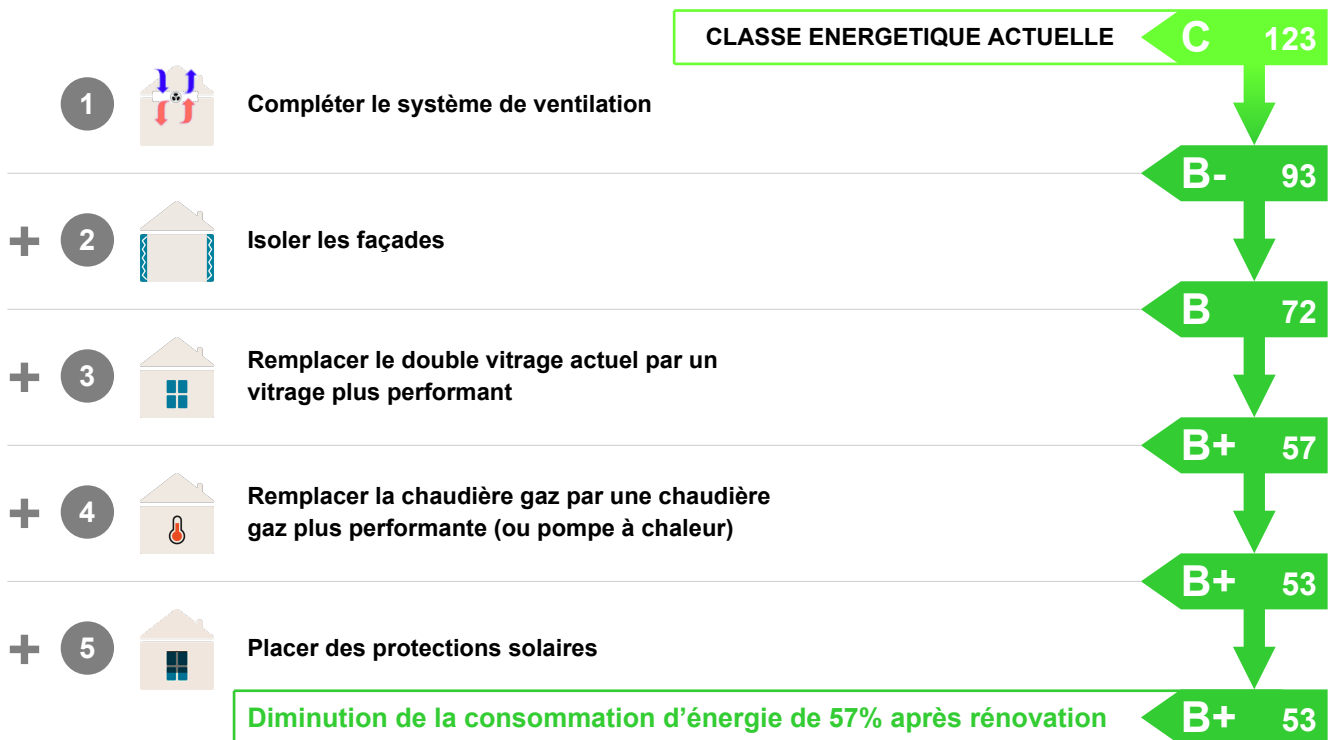 CLASSE ENERGETIQUE ACTUELLE C 123
1 Compléter le système de ventilation
B- 93
+ 2 Isoler les façades
B 72
+ 3 Remplacer le double vitrage actuel par un
vitrage plus performant
B+ 57
+ 4 Remplacer la chaudière gaz par une chaudière
gaz plus performante (ou pompe à chaleur)
B+ 53
+ 5 Placer des protections solaires
Diminution de la consommation d’énergie de 57% après rénovation B+ 53